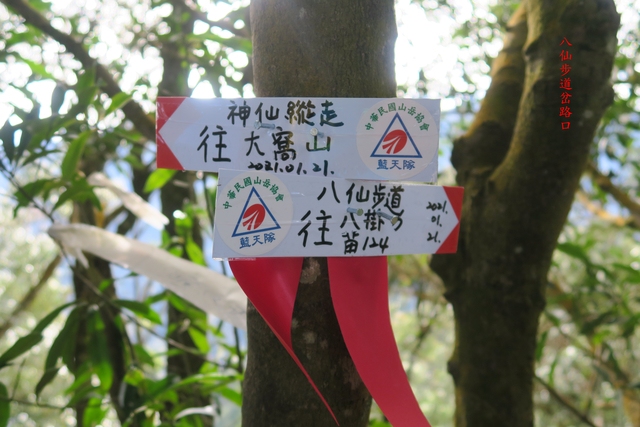 八仙步道岔路口
神仙縱走
往大窩山
2021.01.21.
中華民國山岳協會
藍天隊
八仙步道
往八掛力
苗124
2021.
01.
21.
中華民國山岳協會
藍天隊